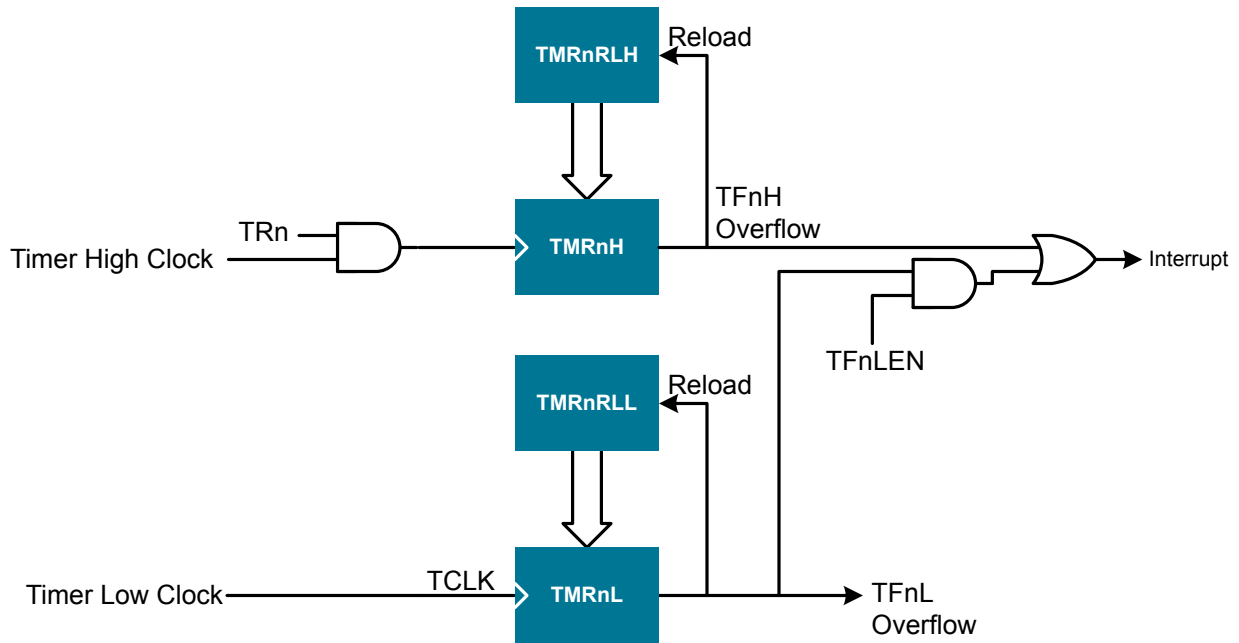 Reload
TMRnRLH
TFnH
Overflow
TRn
Timer High Clock
TMRnH
Interrupt
TFnLEN
Reload
TMRnRLL
TCLK
Timer Low Clock
TMRnL
TFnL
Overflow